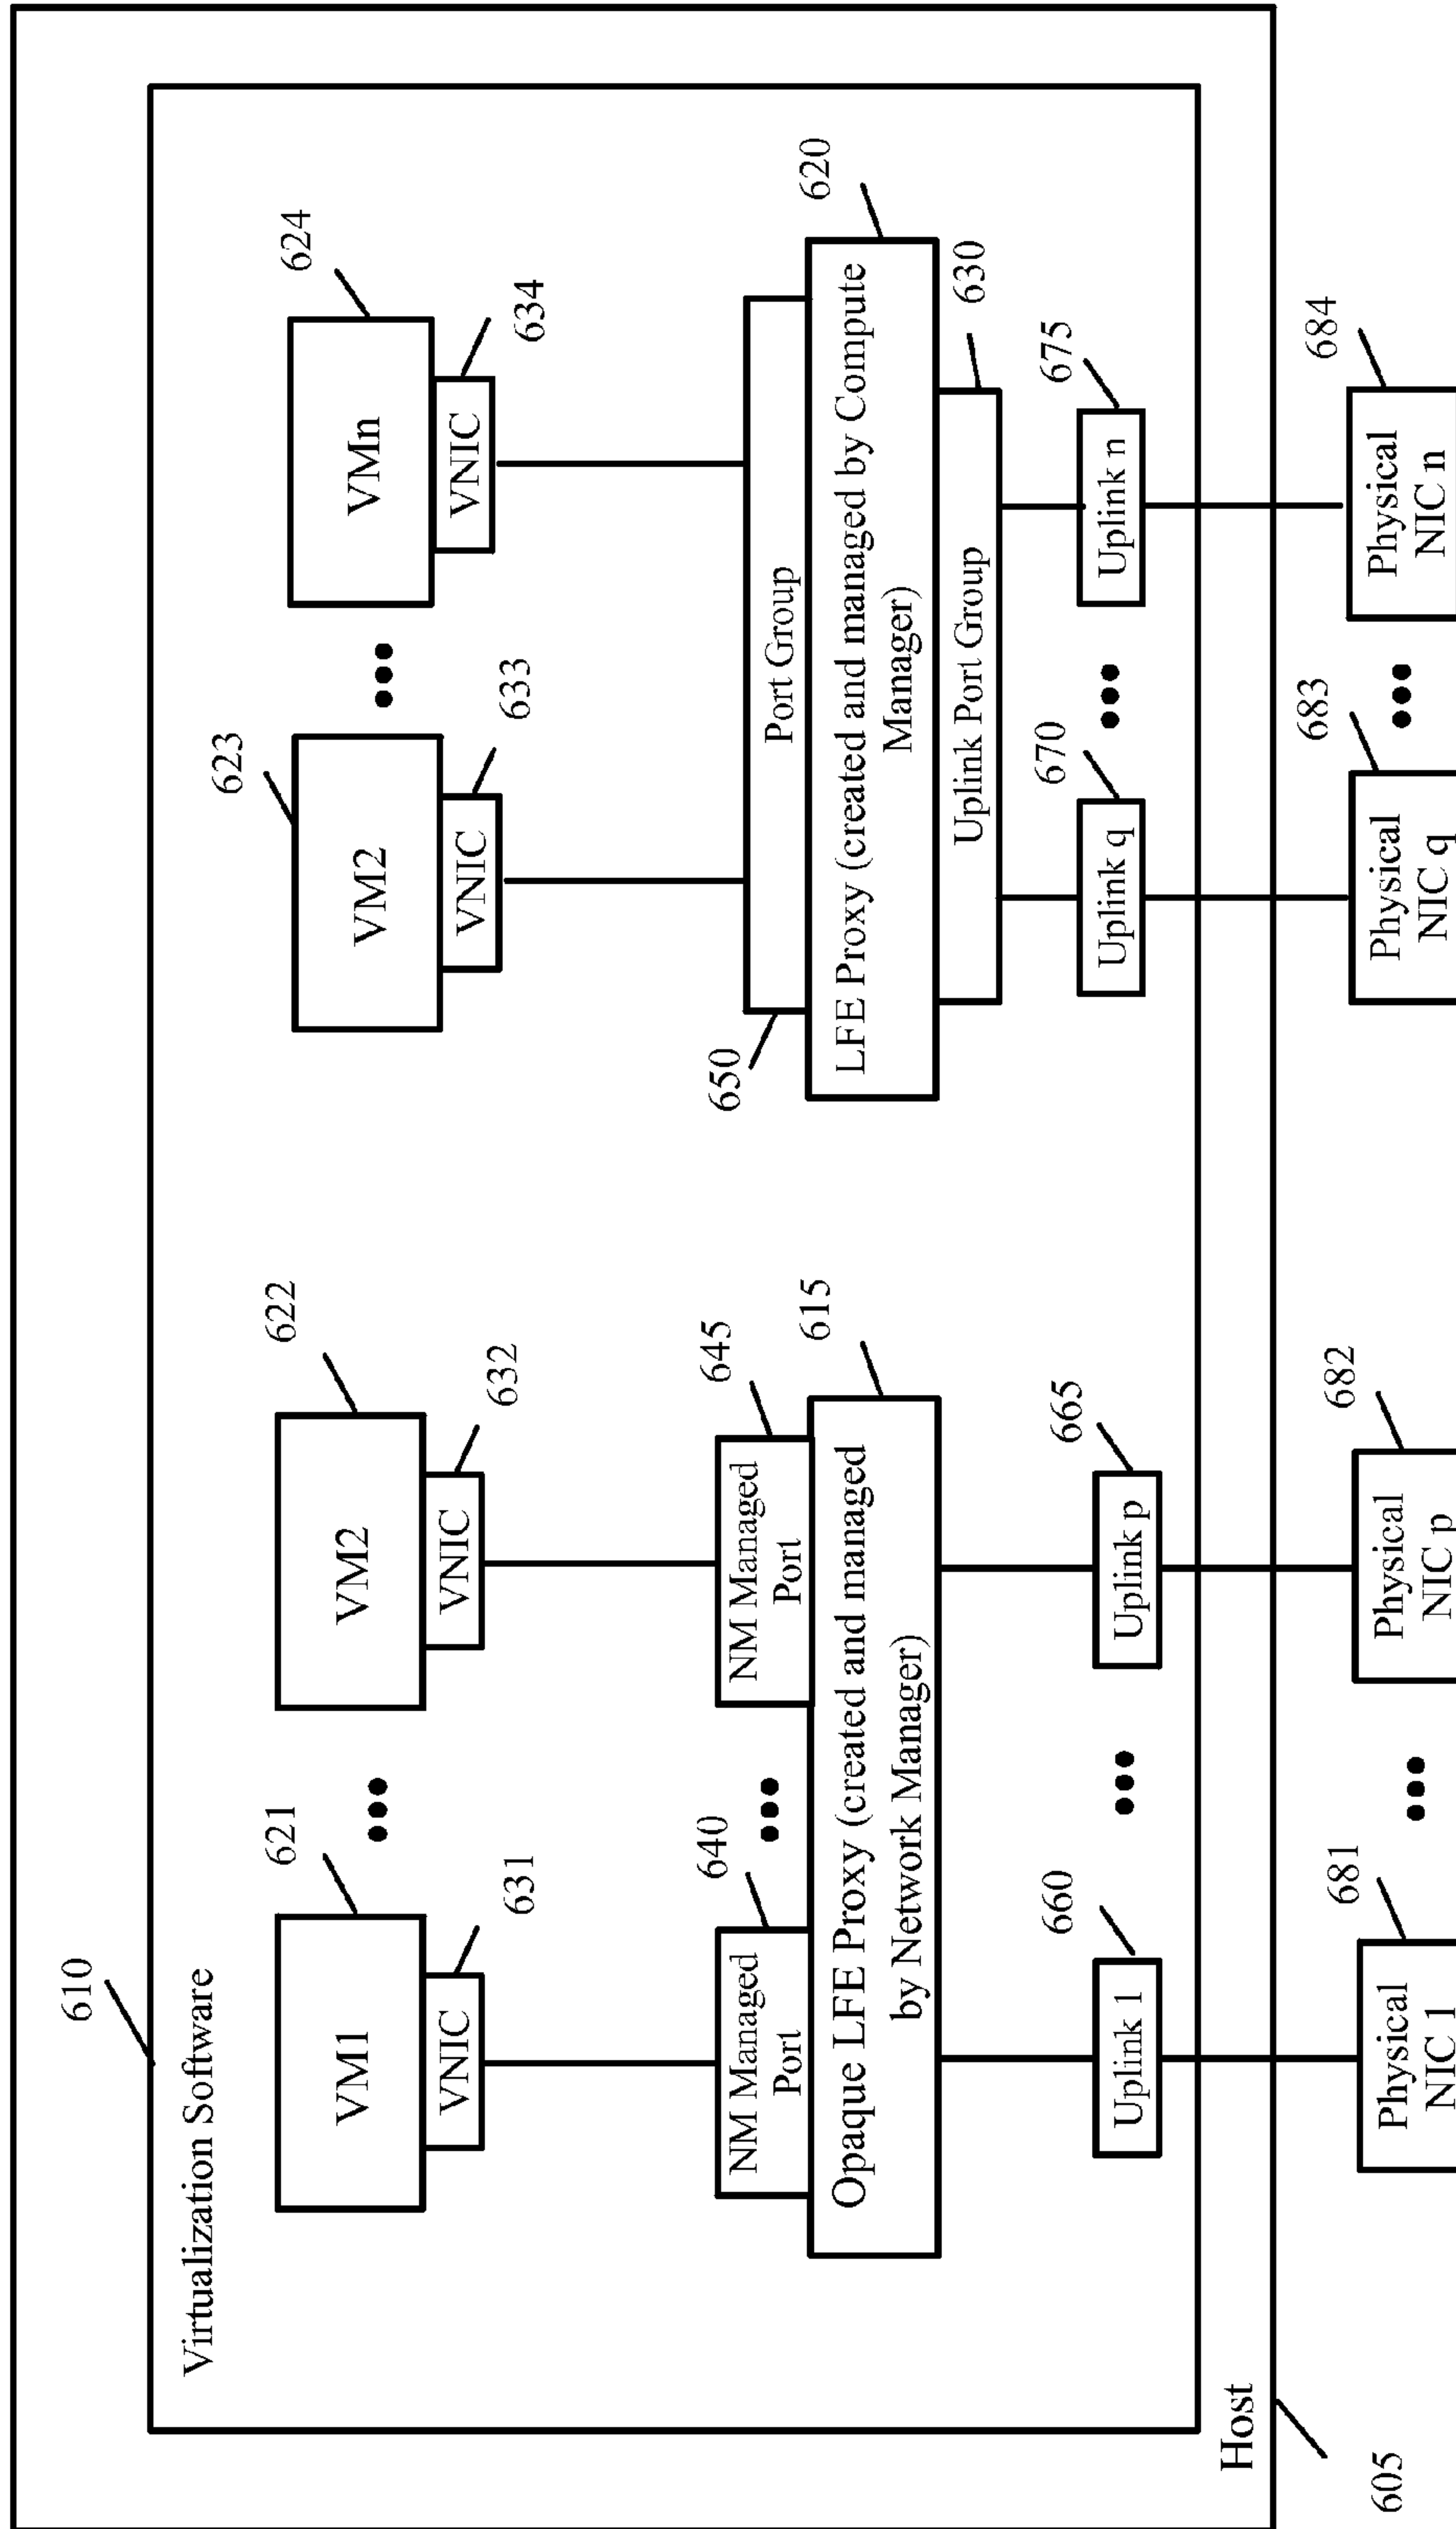 610
Virtualization Software
621
622
623
624
VM1
VM2
VM2
VMn
631
632
633
634
VNIC
VNIC
VNIC
VNIC
640
645
650
620
NM Managed
Port
NM Managed
Port
615
Port Group
Opaque LFE Proxy (created and managed
by Network Manager)
LFE Proxy (created and managed by Compute
Manager)
630
Uplink Port Group
660
665
670
675
Uplink 1
Uplink p
Uplink q
Uplink n
Host
605
681
682
683
684
Physical
NIC 1
Physical
NIC p
Physical
NIC q
Physical
NIC n